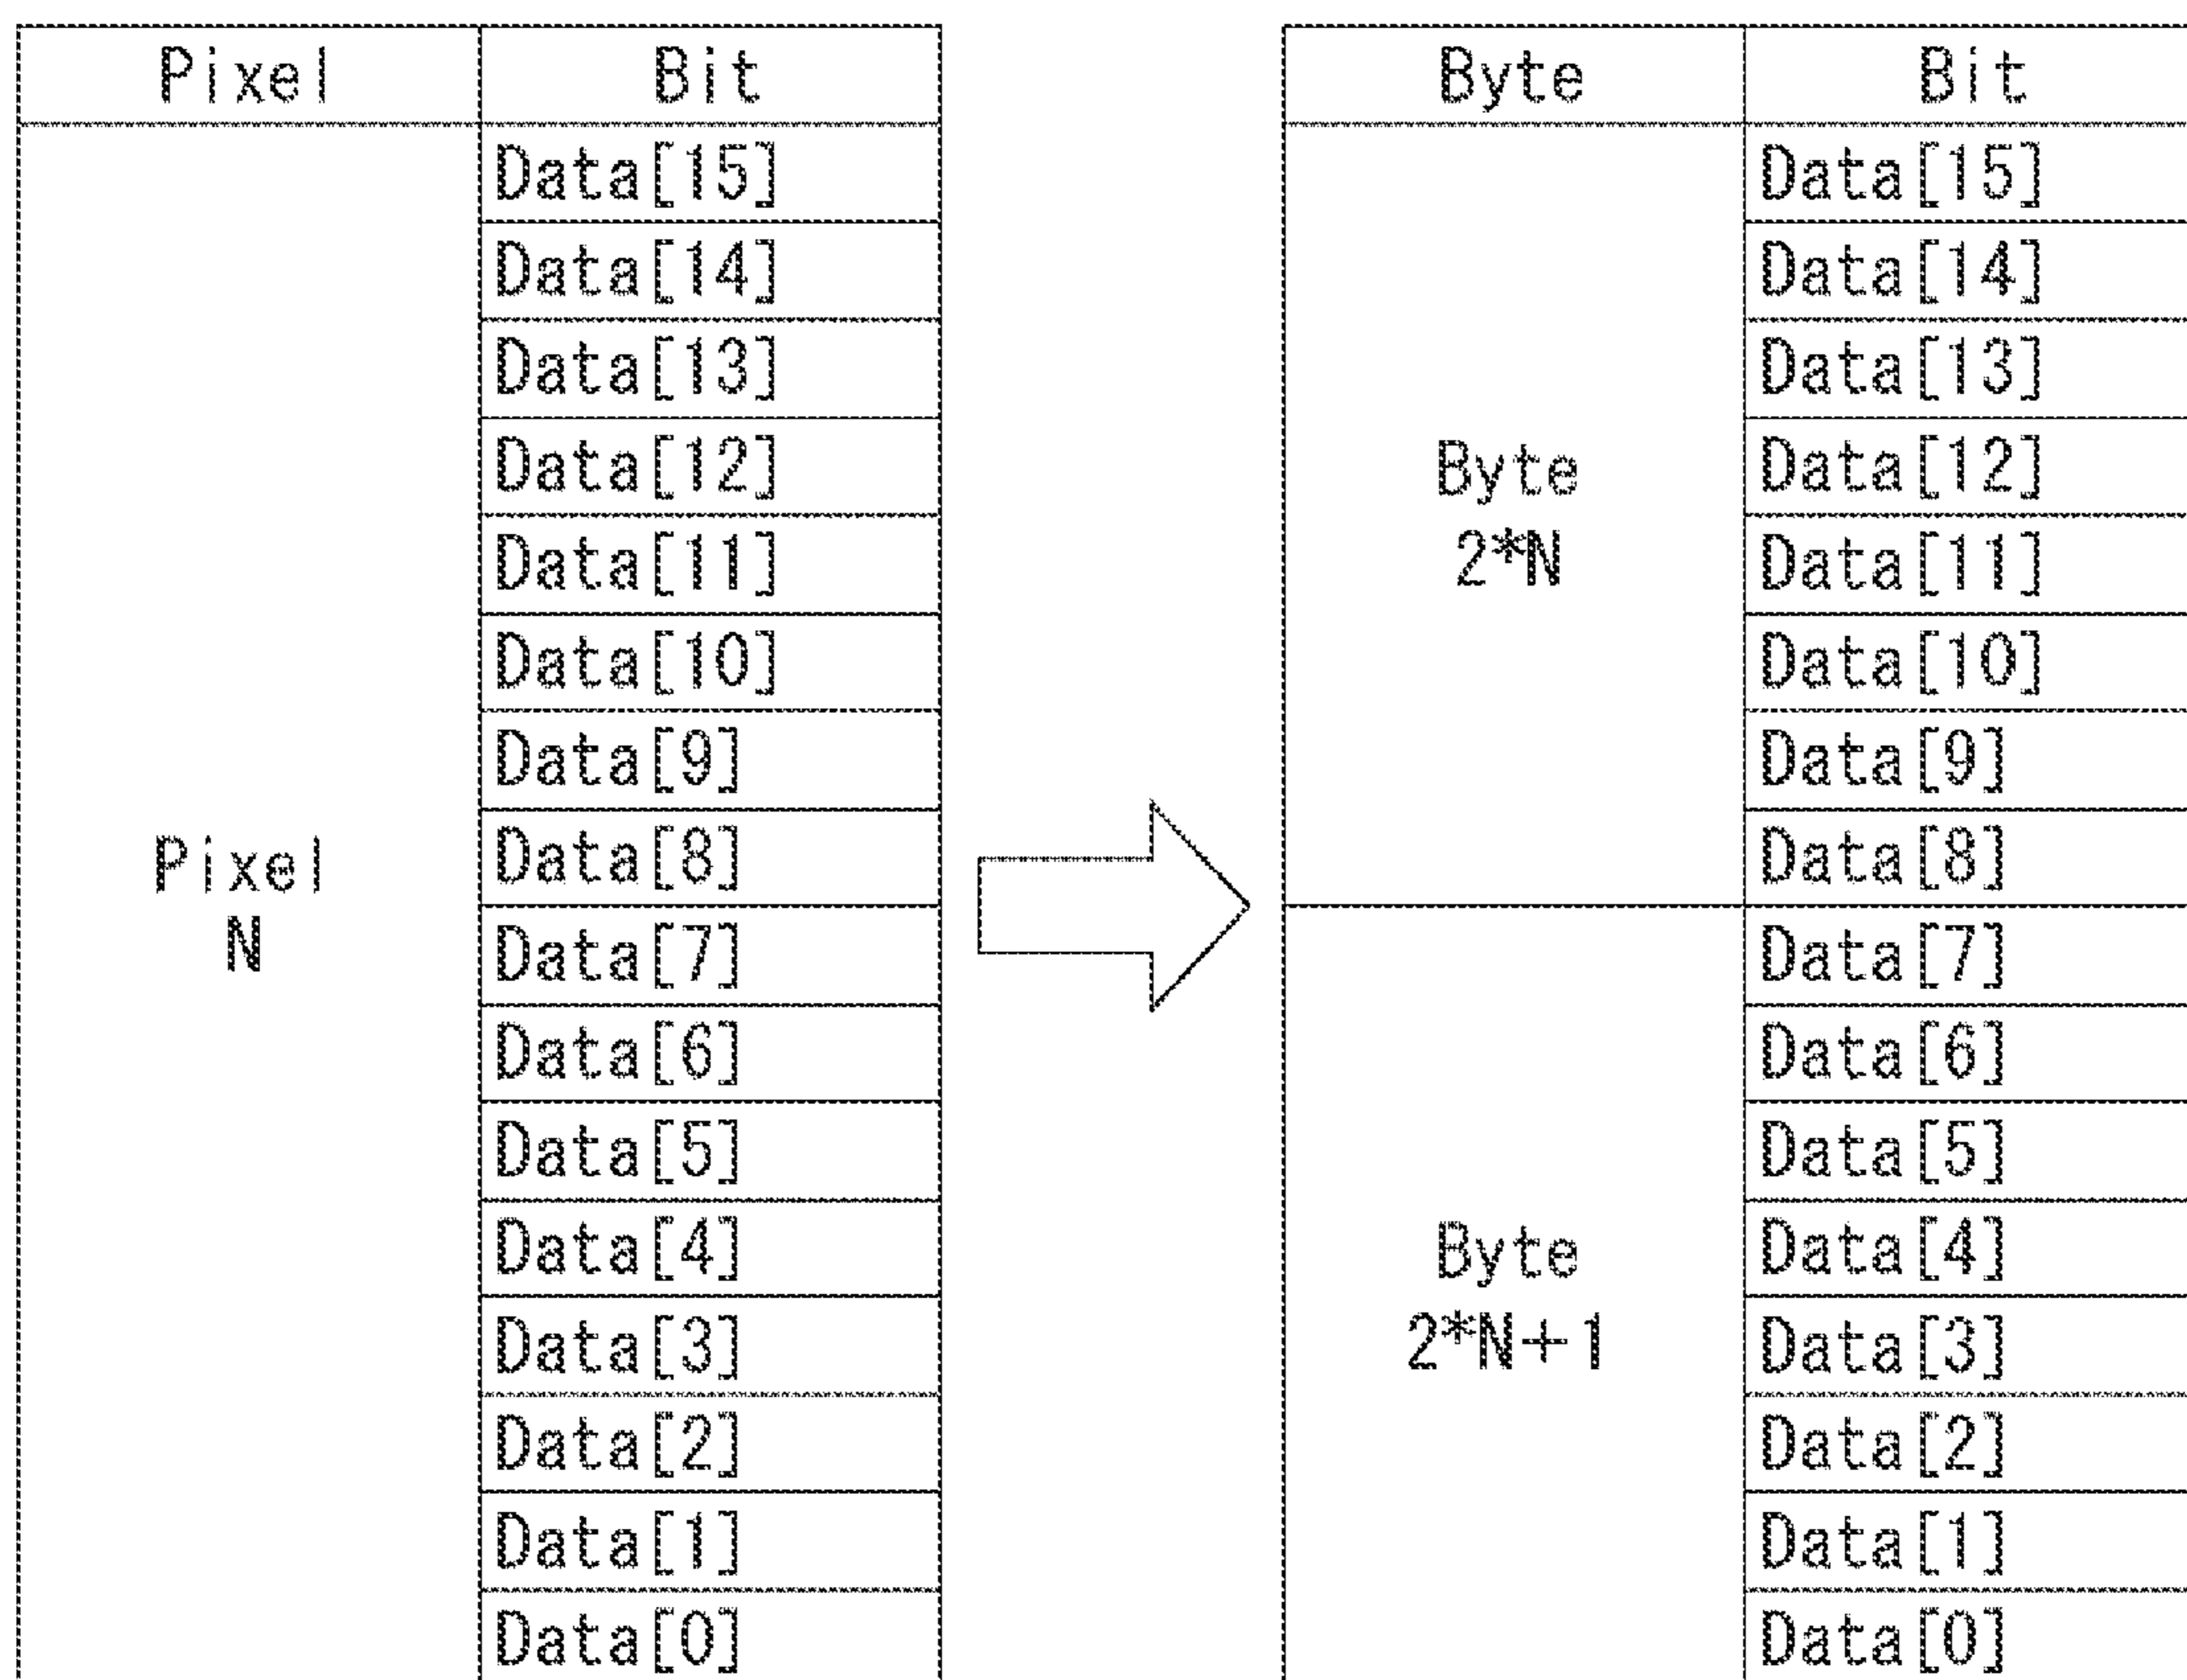 Pixel Bit
Data[15]
Data[14]
Data[13]
Data[12]
Data[11]
Data[10]
Data[9]
Data[8]
Pixel
N
Data[7]
Data[6]
Data[5]
Data[4]
Data[3]
Data[2]
Data[1]
Data[0]
Byte Bit
Byte
2*N
Data[15]
Data[14]
Data[13]
Data[12]
Data[11]
Data[10]
Data[9]
Data[8]
Byte
2*N+1
Data[7]
Data[6]
Data[5]
Data[4]
Data[3]
Data[2]
Data[1]
Data[0]